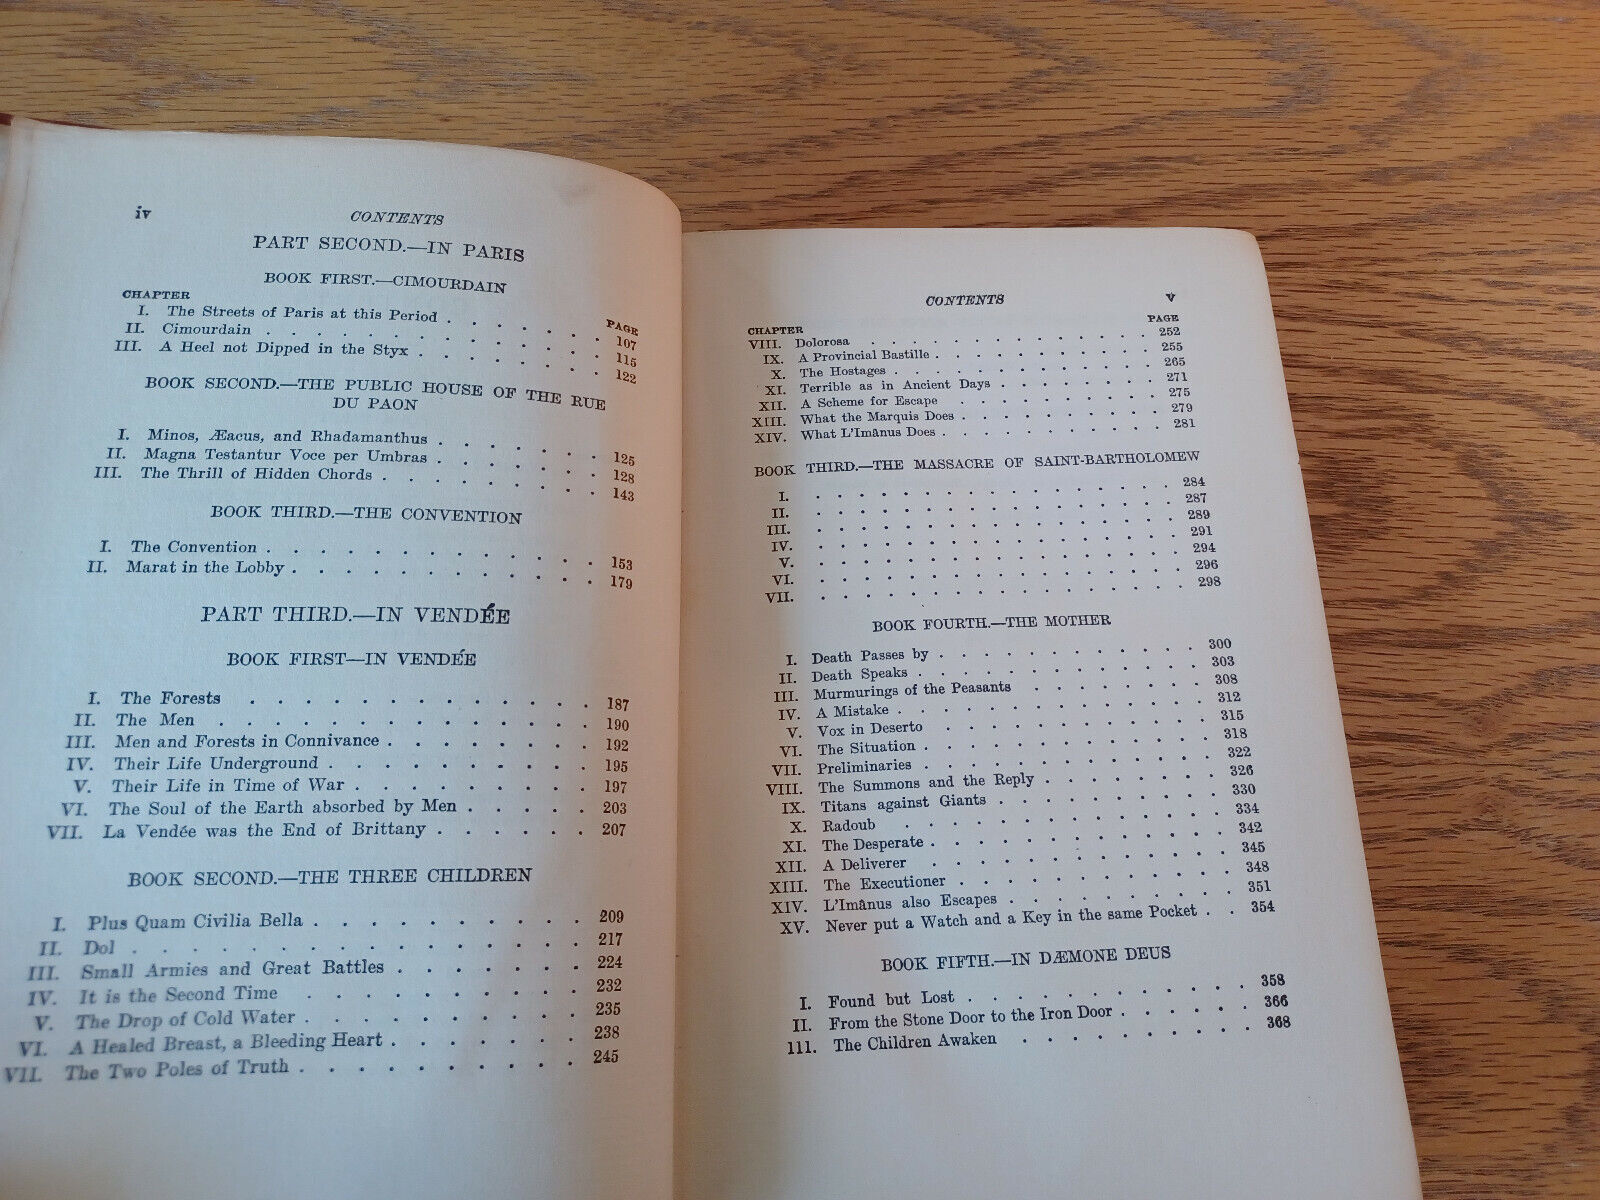 iv CONTENTS
PART SECOND.—IN PARIS
BOOK FIRST.—CIMOURDAIN
CHAPTER PAGE
I. The Streets of Paris at this Period . . . . . . 107
II. Cimourdain . . . . . . . . . . 115
III. A Heel not Dipped in the Styx . . . . . . . 122
BOOK SECOND.—THE PUBLIC HOUSE OF THE RUE
DU PAON
I. Minos, Æacus, and Rhadamanthus . . . . . . 125
II. Magna Testantur Voce per Umbras . . . . . . 128
III. The Thrill of Hidden Chords . . . . . . . . 143
BOOK THIRD.—THE CONVENTION
I. The Convention . . . . . . . . . . 153
II. Marat in the Lobby . . . . . . . . . . 179
PART THIRD.—IN VENDÉE
BOOK FIRST—IN VENDÉE
I. The Forests . . . . . . . . . . . 187
II. The Men . . . . . . . . . . . . 190
III. Men and Forests in Connivance . . . . . . . 192
IV. Their Life Underground . . . . . . . . . 195
V. Their Life in Time of War . . . . . . . . 197
VI. The Soul of the Earth absorbed by Men . . . . . 203
VII. La Vendée was the End of Brittany . . . . . . 207
BOOK SECOND.—THE THREE CHILDREN
I. Plus Quam Civilia Bella . . . . . . . . . 209
II. Dol . . . . . . . . . . . . . . 217
III. Small Armies and Great Battles . . . . . . . 224
IV. It is the Second Time . . . . . . . . . 232
V. The Drop of Cold Water . . . . . . . . . 235
VI. A Healed Breast, a Bleeding Heart . . . . . . 238
VII. The Two Poles of Truth . . . . . . . . . 245
CONTENTS v
CHAPTER PAGE
VIII. Dolorosa . . . . . . . . . . . . 252
IX. A Provincial Bastille . . . . . . . . . . 255
X. The Hostages . . . . . . . . . . . 265
XI. Terrible as in Ancient Days . . . . . . . . 271
XII. A Scheme for Escape . . . . . . . . . 275
XIII. What the Marquis Does . . . . . . . . . 279
XIV. What L'Imânus Does . . . . . . . . . . 281
BOOK THIRD.—THE MASSACRE OF SAINT-BARTHOLOMEW
I. . . . . . . . . . . . . . . . 284
II. . . . . . . . . . . . . . . . 287
III. . . . . . . . . . . . . . . . 289
IV. . . . . . . . . . . . . . . . 291
V. . . . . . . . . . . . . . . . 294
VI. . . . . . . . . . . . . . . . 296
VII. . . . . . . . . . . . . . . . 298
BOOK FOURTH.—THE MOTHER
I. Death Passes by . . . . . . . . . . . 300
II. Death Speaks . . . . . . . . . . . . 303
III. Murmurings of the Peasants . . . . . . . 308
IV. A Mistake . . . . . . . . . . . . 312
V. Vox in Deserto . . . . . . . . . . . 315
VI. The Situation . . . . . . . . . . . 318
VII. Preliminaries . . . . . . . . . . . 322
VIII. The Summons and the Reply . . . . . . . 326
IX. Titans against Giants . . . . . . . . . 330
X. Radoub . . . . . . . . . . . . 334
XI. The Desperate . . . . . . . . . . . 342
XII. A Deliverer . . . . . . . . . . . 345
XIII. The Executioner . . . . . . . . . . 348
XIV. L'Imânus also Escapes . . . . . . . . . 351
XV. Never put a Watch and a Key in the same Pocket . . 354
BOOK FIFTH.—IN DÆMONE DEUS
I. Found but Lost . . . . . . . . . . . 358
II. From the Stone Door to the Iron Door . . . . . 366
111. The Children Awaken . . . . . . . . . 368